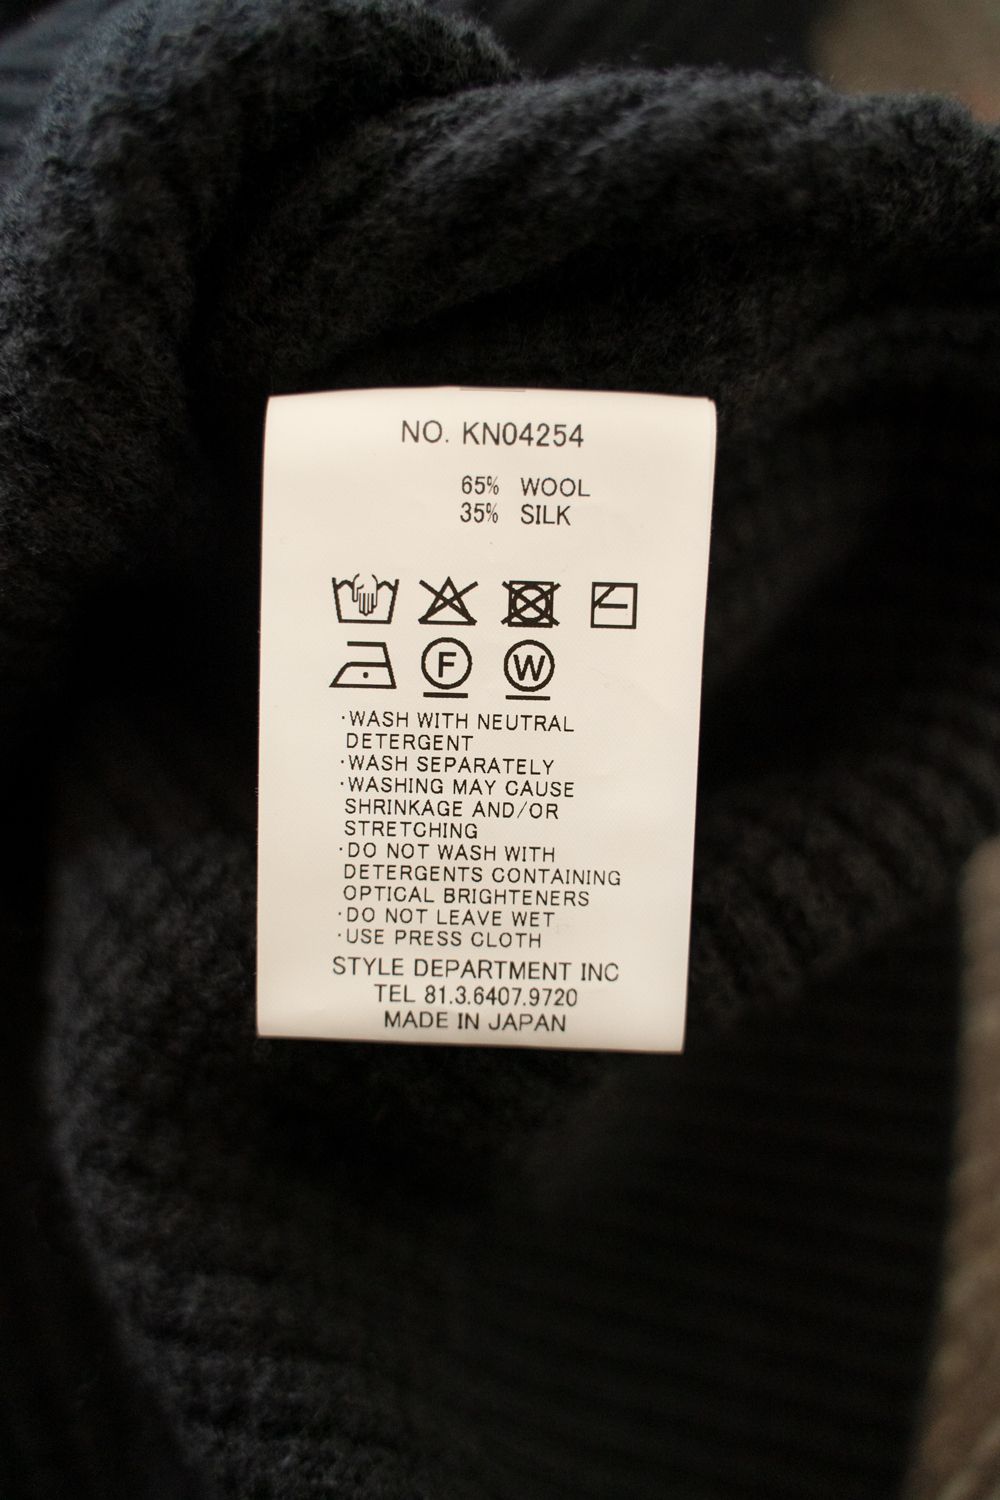 NO. KN04254
65% WOOL
35% SILK
F W
·WASH WITH NEUTRAL
DETERGENT
·WASH SEPARATELY
·WASHING MAY CAUSE
SHRINKAGE AND/OR
STRETCHING
·DO NOT WASH WITH
DETERGENTS CONTAINING
OPTICAL BRIGHTENERS
·DO NOT LEAVE WET
·USE PRESS CLOTH
STYLE DEPARTMENT INC
TEL 81.3.6407.9720
MADE IN JAPAN